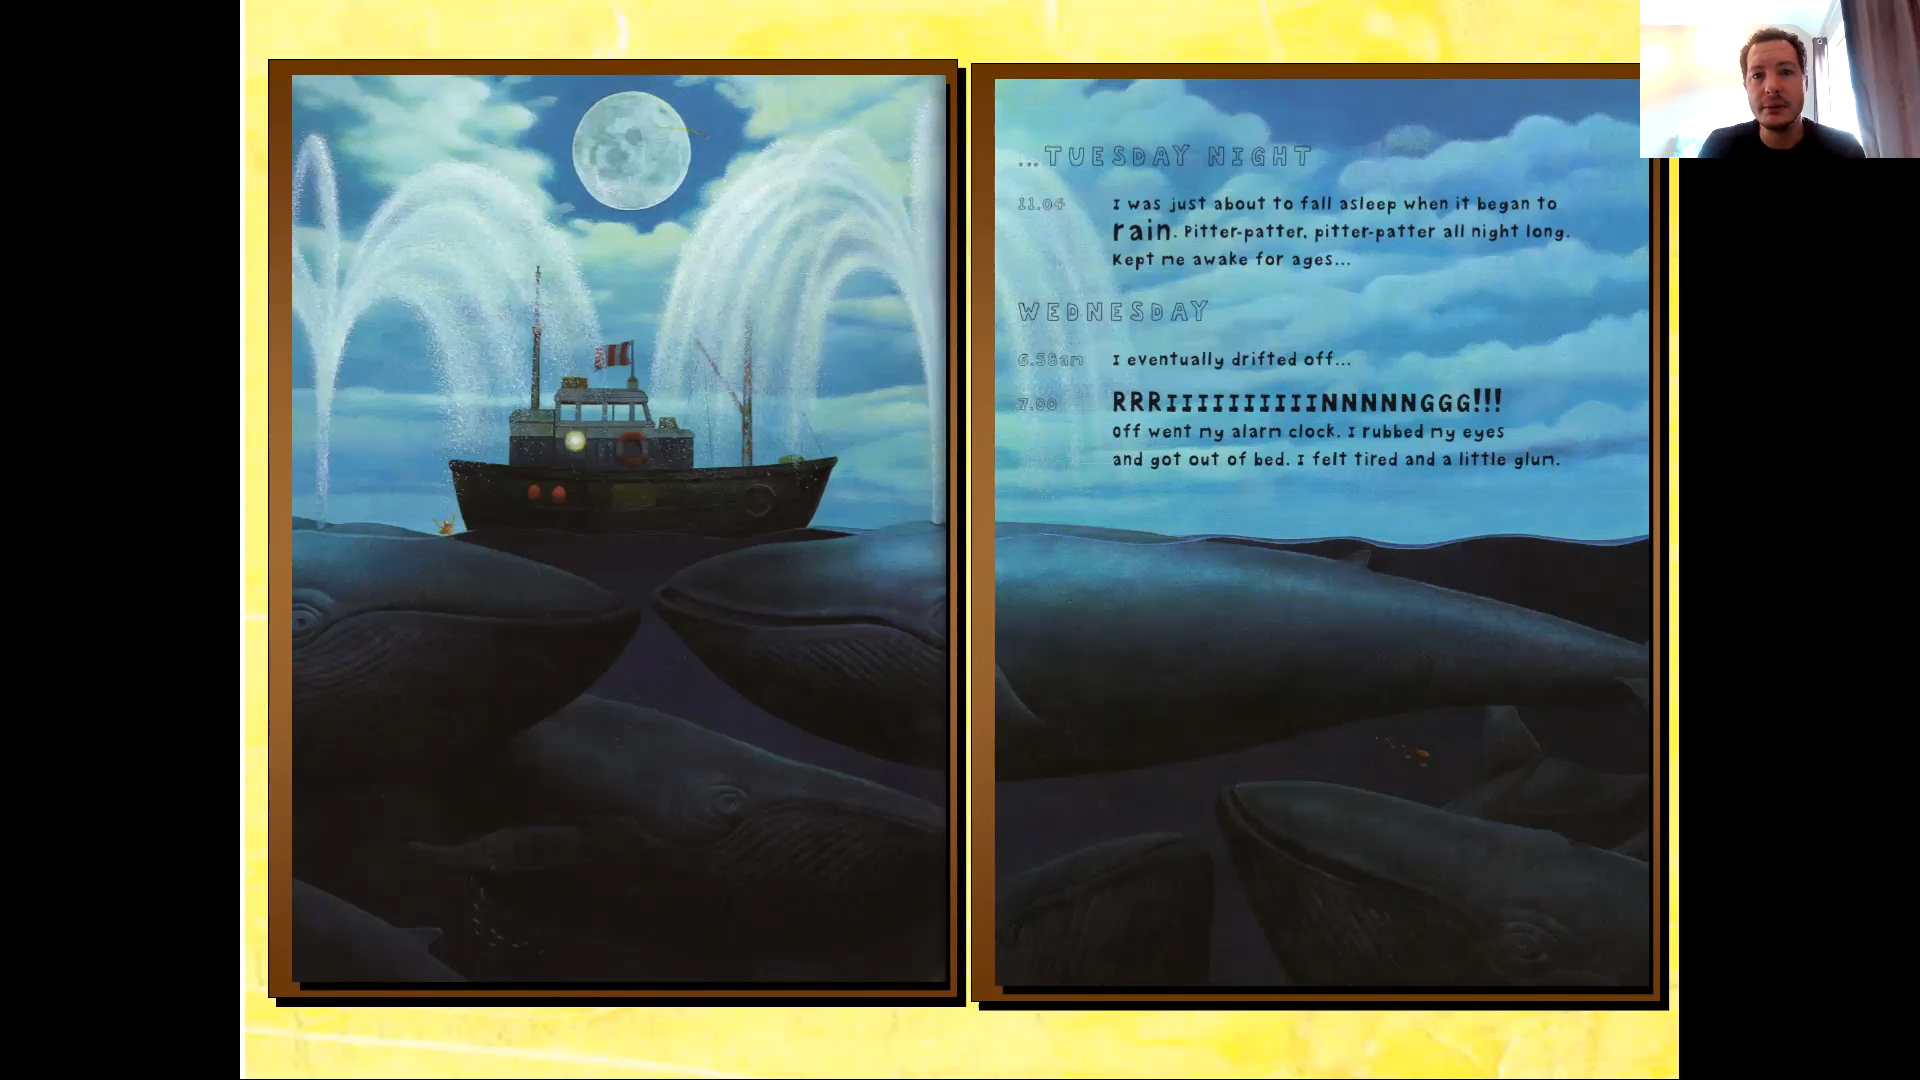 ...TUESDAY NIGHT
11.04 I was just about to fall asleep when it began to
rain. Pitter-patter, pitter-patter all night long.
Kept me awake for ages...
WEDNESDAY
6.58am I eventually drifted off...
7.00 RRRIIIIIIIIIINNNNNGGG!!!
Off went my alarm clock. I rubbed my eyes
and got out of bed. I felt tired and a little glum.